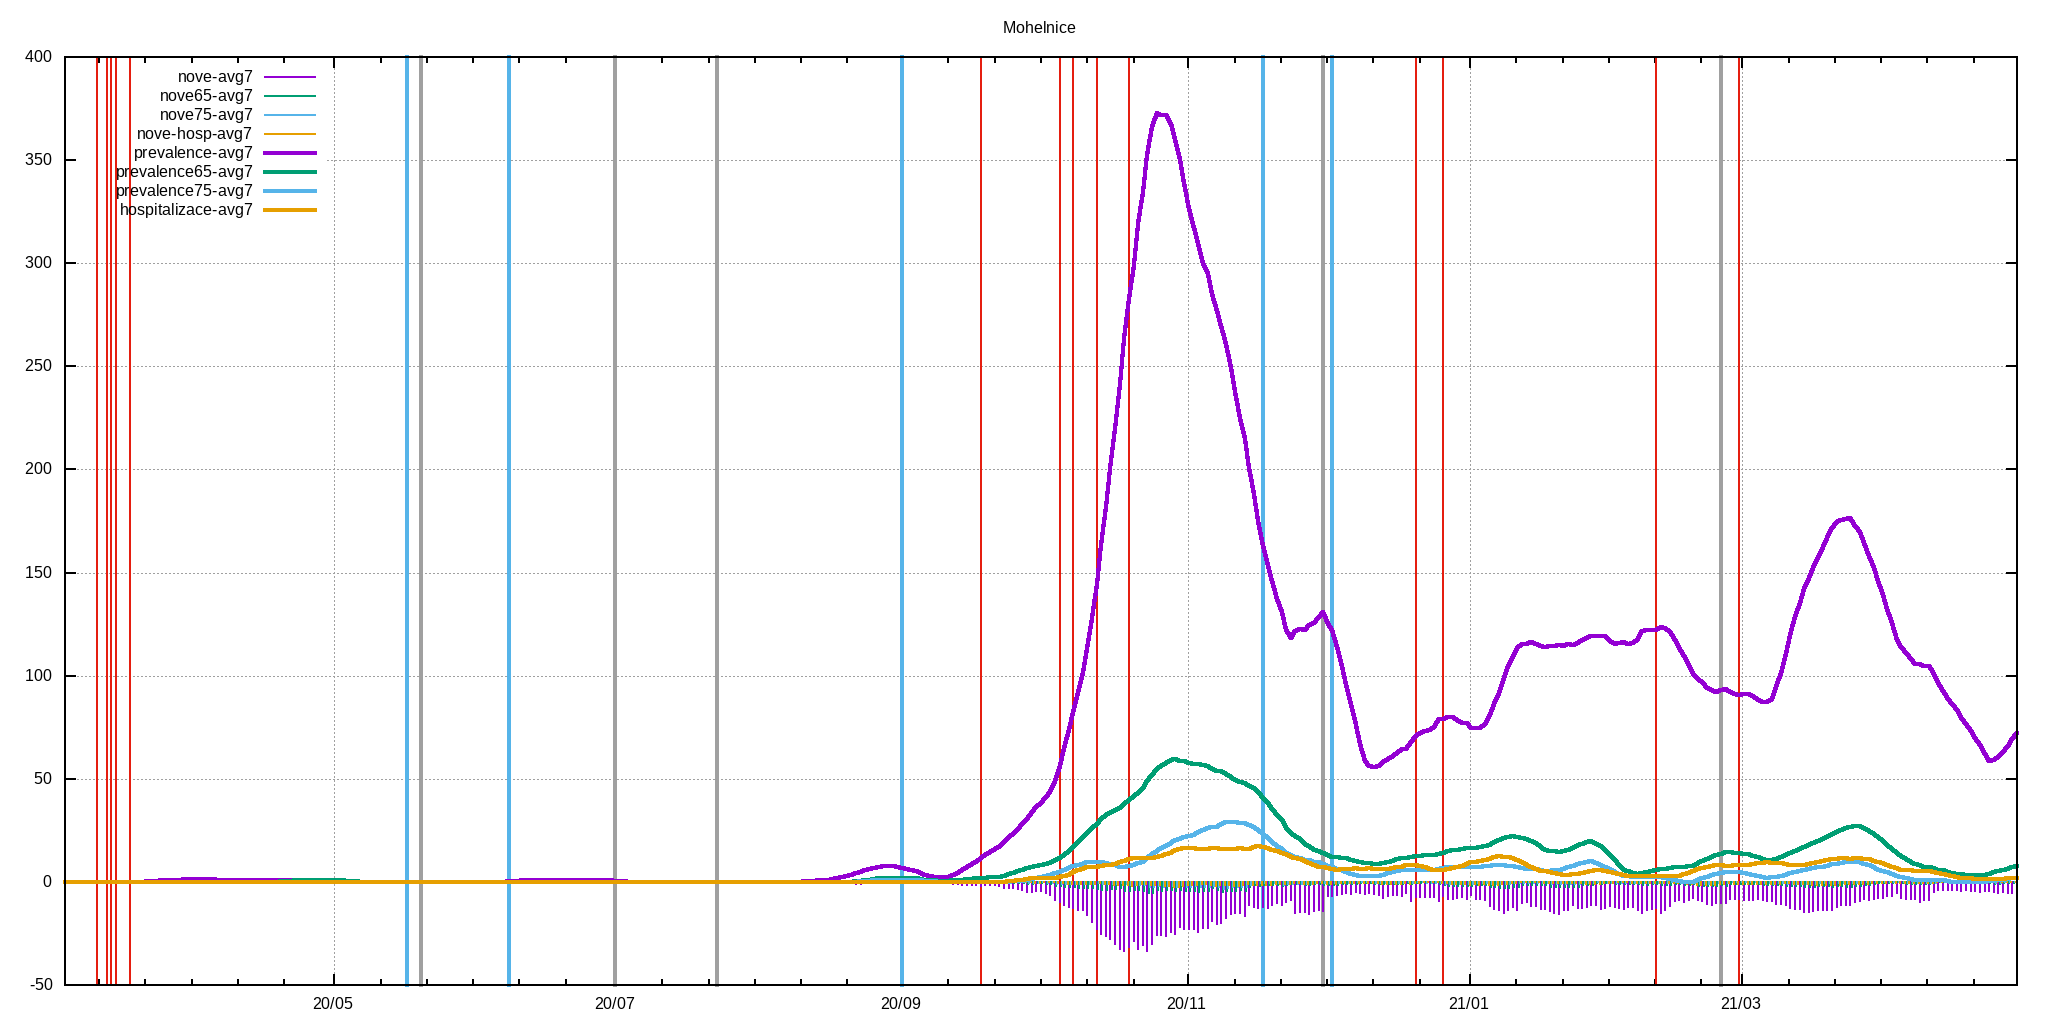 Mohelnice
400
350
300
250
200
150
100
50
0
-50
nove-avg7
nove65-avg7
nove75-avg7
nove-hosp-avg7
prevalence-avg7
prevalence65-avg7
prevalence75-avg7
hospitalizace-avg7
20/05 20/07 20/09 20/11 21/01 21/03